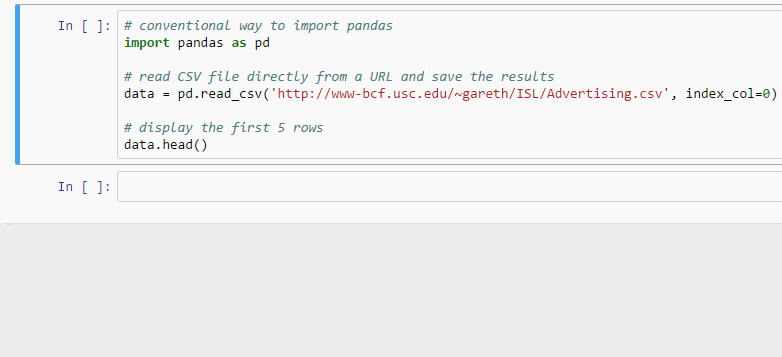 In [ ]: # conventional way to import pandas
import pandas as pd
# read CSV file directly from a URL and save the results
data = pd.read_csv('http://www-bcf.usc.edu/~gareth/ISL/Advertising.csv', index_col=0)
# display the first 5 rows
data.head()
In [ ]: